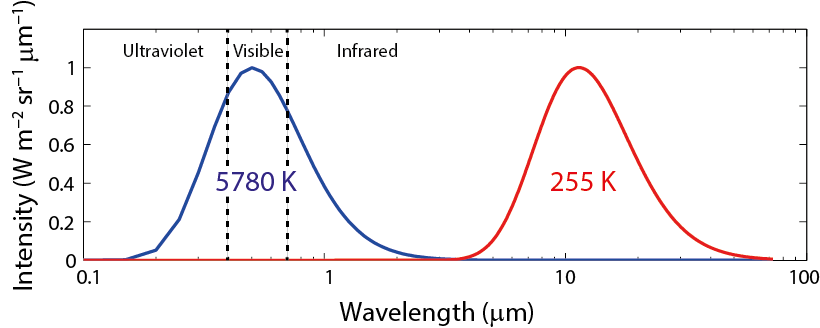 Intensity (W m⁻² sr⁻¹ μm⁻¹)
Ultraviolet Visible Infrared
1
0.8
0.6
0.4
0.2
0
5780 K 255 K
0.1 1 10 100
Wavelength (μm)